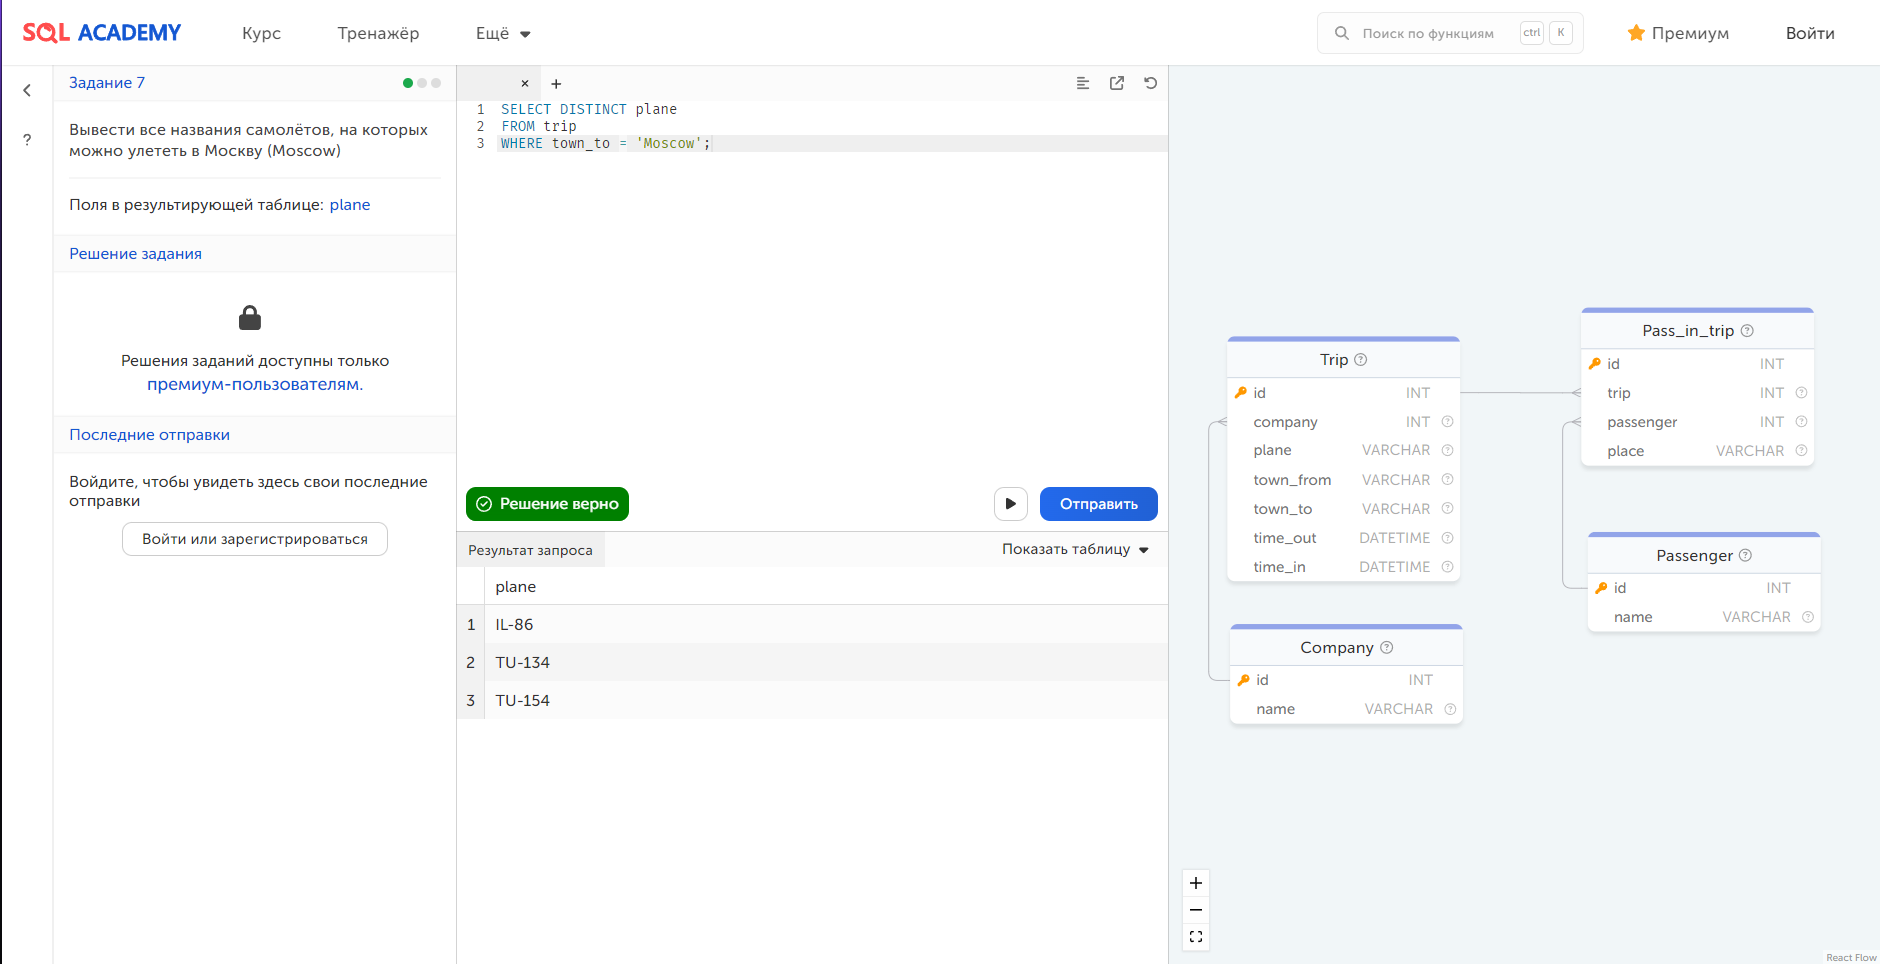 SQL ACADEMY
Курс
Тренажёр
Ещё
Поиск по функциям
ctrl
K
Премиум
Войти
?
Задание 7
Вывести все названия самолётов, на которых
можно улететь в Москву (Moscow)
Поля в результирующей таблице: plane
Решение задания
Решения заданий доступны только
премиум-пользователям.
Последние отправки
Войдите, чтобы увидеть здесь свои последние
отправки
Войти или зарегистрироваться
1 SELECT DISTINCT plane
2 FROM trip
3 WHERE town_to = 'Moscow';
Решение верно
Отправить
Результат запроса
Показать таблицу
plane
1 IL-86
2 TU-134
3 TU-154
Trip
id INT
company INT
plane VARCHAR
town_from VARCHAR
town_to VARCHAR
time_out DATETIME
time_in DATETIME
Company
id INT
name VARCHAR
Pass_in_trip
id INT
trip INT
passenger INT
place VARCHAR
Passenger
id INT
name VARCHAR
React Flow